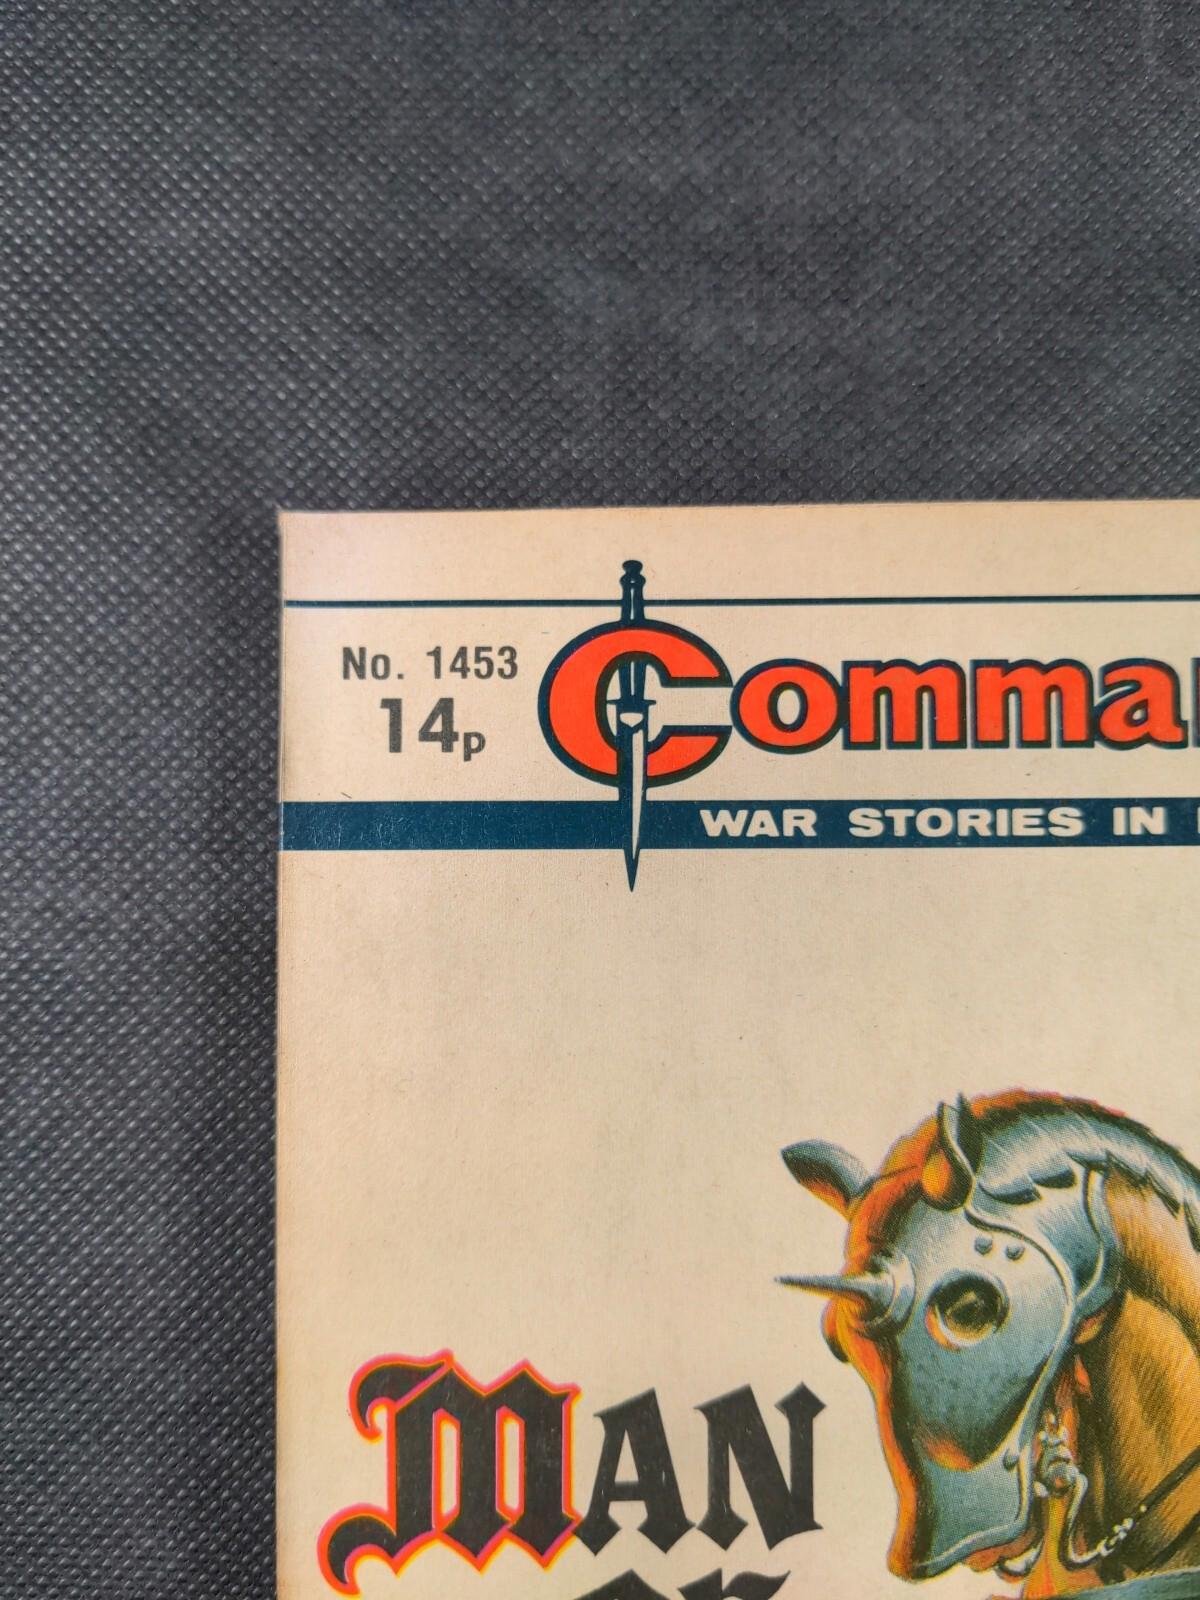 No. 1453
14p
Comma
WAR STORIES IN
MAN